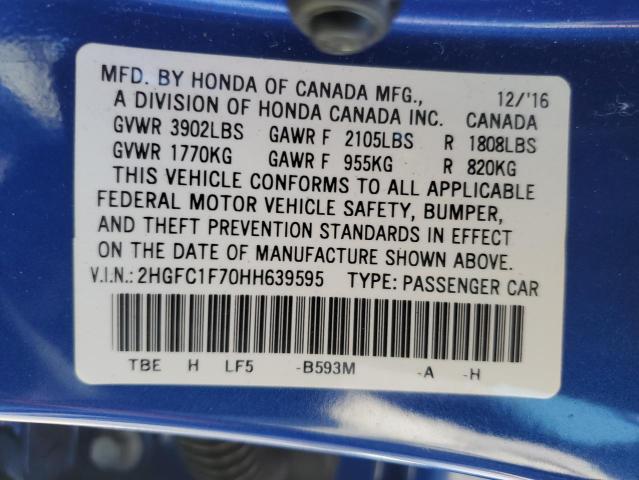 MFD. BY HONDA OF CANADA MFG., 12/'16
A DIVISION OF HONDA CANADA INC. CANADA
GVWR 3902LBS GAWR F 2105LBS R 1808LBS
GVWR 1770KG GAWR F 955KG R 820KG
THIS VEHICLE CONFORMS TO ALL APPLICABLE
FEDERAL MOTOR VEHICLE SAFETY, BUMPER,
AND THEFT PREVENTION STANDARDS IN EFFECT
ON THE DATE OF MANUFACTURE SHOWN ABOVE.
V.I.N.: 2HGFC1F70HH639595 TYPE: PASSENGER CAR
TBE H LF5 -B593M -A -H